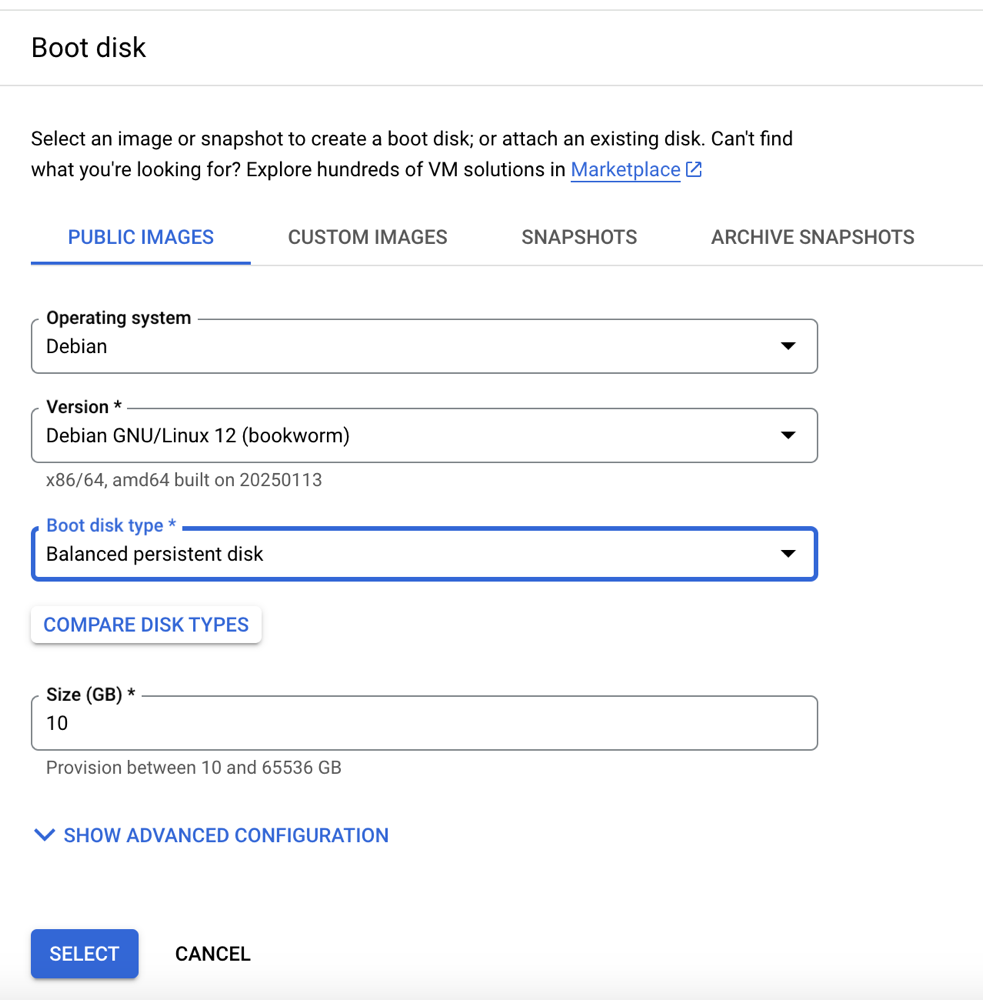 Boot disk
Select an image or snapshot to create a boot disk; or attach an existing disk. Can't find
what you're looking for? Explore hundreds of VM solutions in Marketplace
PUBLIC IMAGES CUSTOM IMAGES SNAPSHOTS ARCHIVE SNAPSHOTS
Operating system
Debian
Version *
Debian GNU/Linux 12 (bookworm)
x86/64, amd64 built on 20250113
Boot disk type *
Balanced persistent disk
COMPARE DISK TYPES
Size (GB) *
10
Provision between 10 and 65536 GB
SHOW ADVANCED CONFIGURATION
SELECT CANCEL